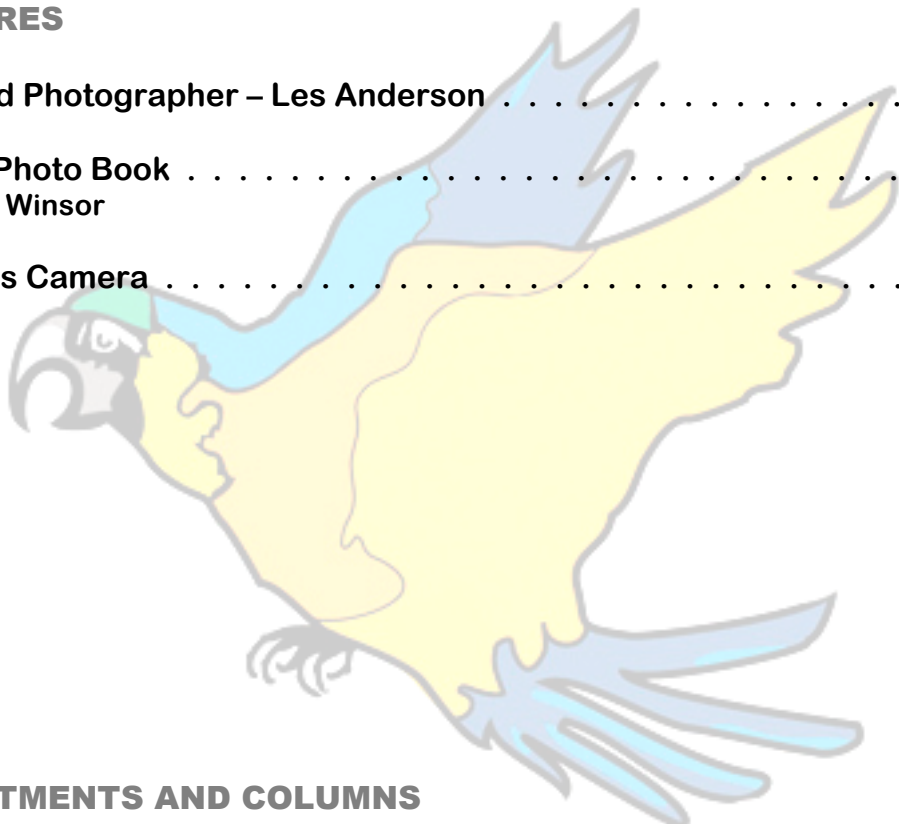 RES
d Photographer – Les Anderson . . . . . . . . . . . . . . . .
Photo Book . . . . . . . . . . . . . . . . . . . . . . . . . . . .
Winsor
s Camera . . . . . . . . . . . . . . . . . . . . . . . . . . . . .
TMENTS AND COLUMNS